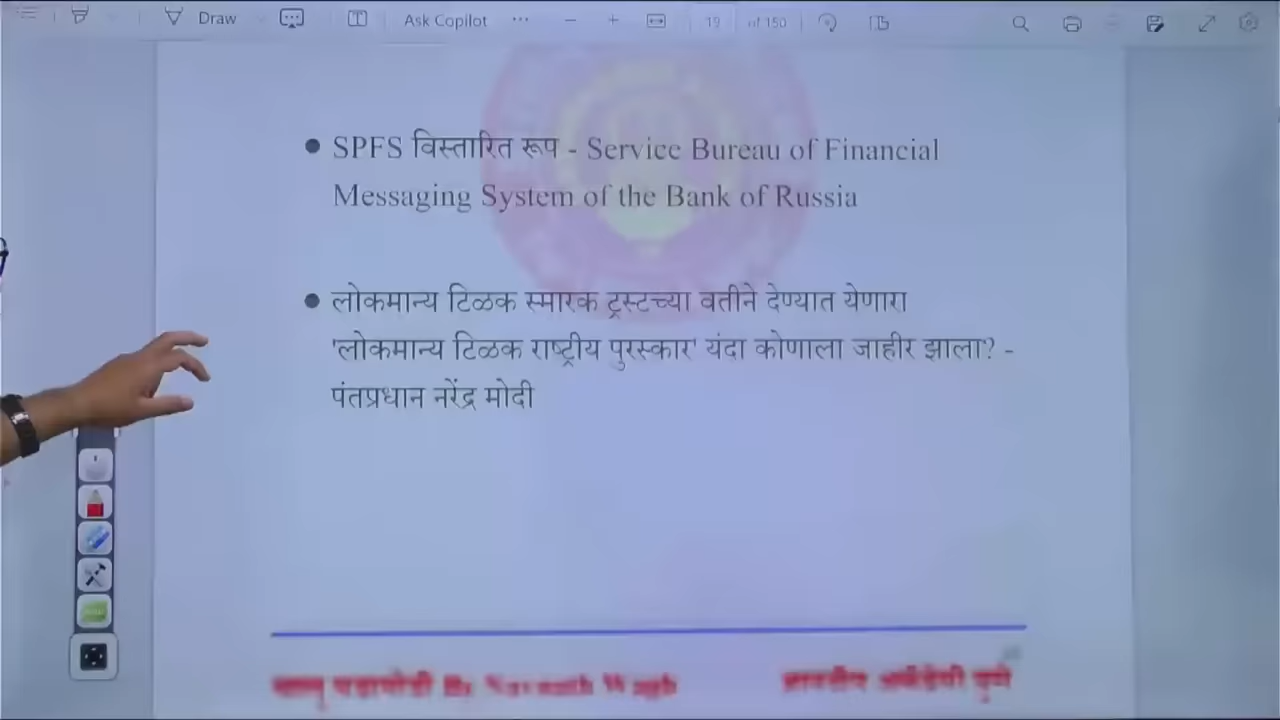 Draw
Ask Copilot
19 of 150
• SPFS विस्तारित रूप - Service Bureau of Financial
Messaging System of the Bank of Russia
• लोकमान्य टिळक स्मारक ट्रस्टच्या वतीने देण्यात येणारा
'लोकमान्य टिळक राष्ट्रीय पुरस्कार' यंदा कोणाला जाहीर झाला? -
पंतप्रधान नरेंद्र मोदी